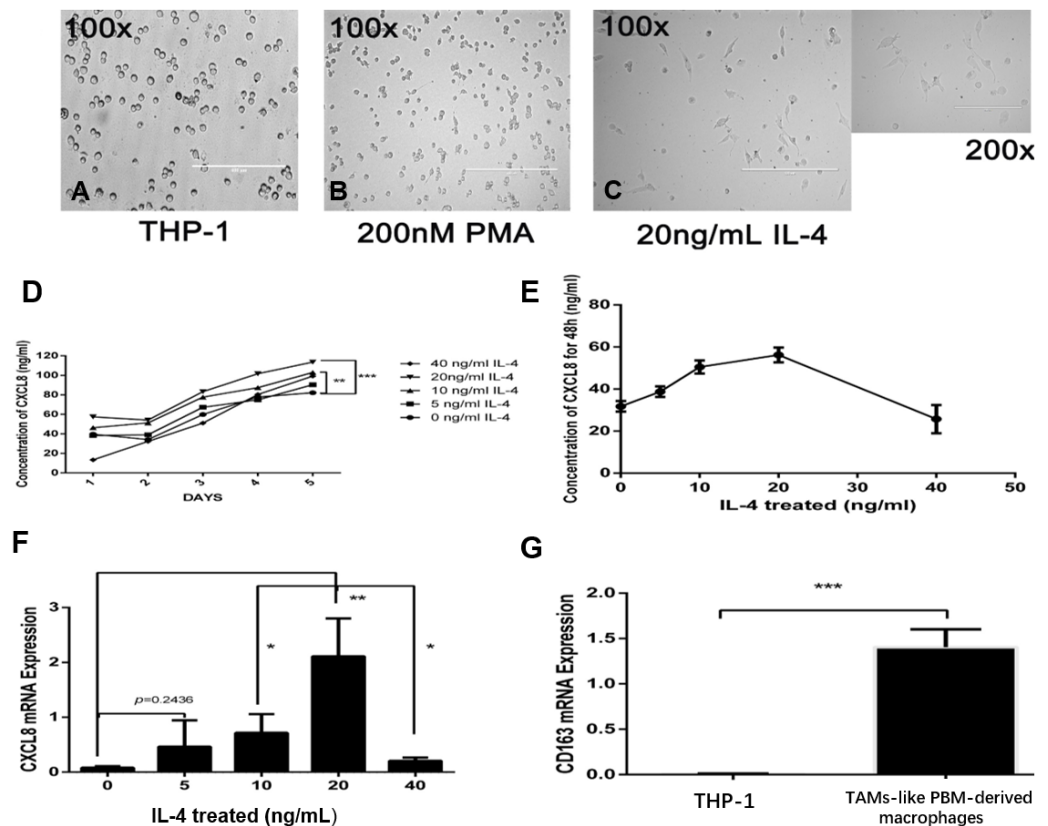 100x
100x
100x
200x
A
B
C
THP-1
200nM PMA
20ng/mL IL-4
D
Concentration of CXCL8 (ng/ml)
120
100
80
60
40
20
0
1
2
3
4
5
DAYS
**
***
40 ng/ml IL-4
20ng/ml IL-4
10 ng/ml IL-4
5 ng/ml IL-4
0 ng/ml IL-4
E
Concentration of CXCL8 for 48h (ng/ml)
80
60
40
20
0
0
10
20
30
40
50
IL-4 treated (ng/ml)
F
CXCL8 mRNA Expression
3
2
1
0
p=0.2436
*
**
*
0
5
10
20
40
IL-4 treated (ng/mL)
G
CD163 mRNA Expression
2.0
1.5
1.0
0.5
0.0
***
THP-1
TAMs-like PBM-derived
macrophages